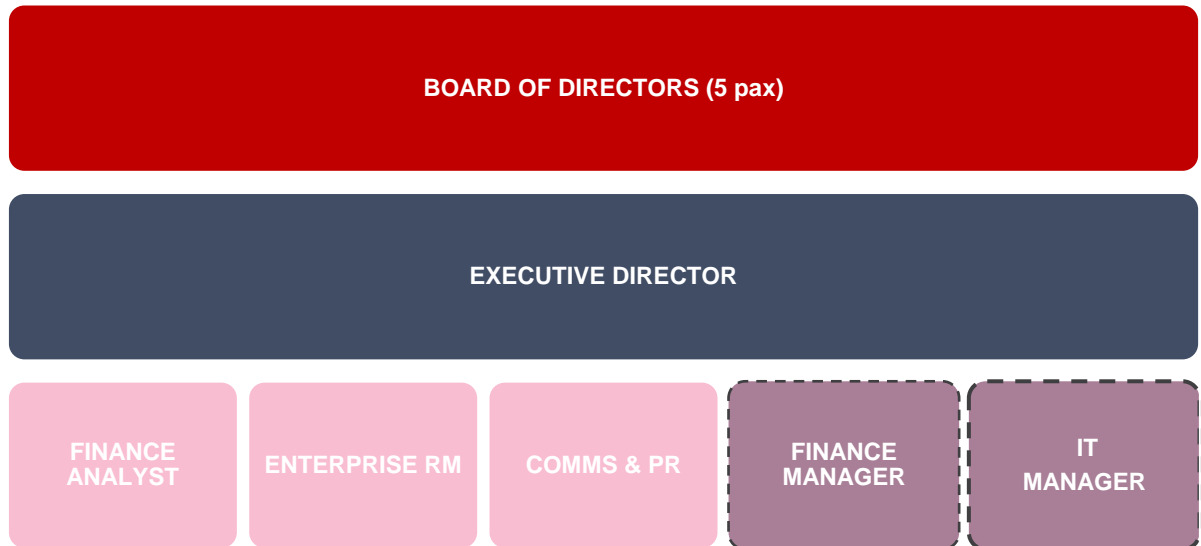 BOARD OF DIRECTORS (5 pax)
EXECUTIVE DIRECTOR
FINANCE
ANALYST
ENTERPRISE RM
COMMS & PR
FINANCE
MANAGER
IT
MANAGER